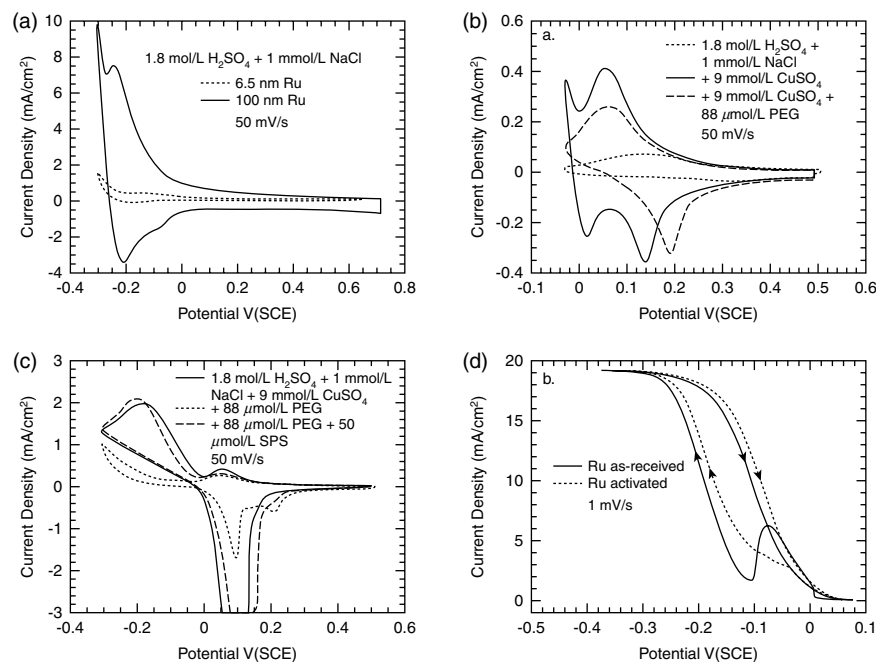 (a)
10
8
6
4
2
0
-2
-4
-0.4
-0.2
0
0.2
0.4
0.6
0.8
Current Density (mA/cm²)
Potential V(SCE)
1.8 mol/L H₂SO₄ + 1 mmol/L NaCl
6.5 nm Ru
100 nm Ru
50 mV/s
(b)
a.
0.4
0.2
0.0
-0.2
-0.4
-0.1
0
0.1
0.2
0.3
0.4
0.5
0.6
Current Density (mA/cm²)
Potential V(SCE)
1.8 mol/L H₂SO₄ +
1 mmol/L NaCl
+ 9 mmol/L CuSO₄
+ 9 mmol/L CuSO₄ +
88 μmol/L PEG
50 mV/s
(c)
3
2
1
0
-1
-2
-3
-0.4
-0.2
0
0.2
0.4
0.6
Current Density (mA/cm²)
Potential V(SCE)
1.8 mol/L H₂SO₄ + 1 mmol/L
NaCl + 9 mmol/L CuSO₄
+ 88 μmol/L PEG
+ 88 μmol/L PEG + 50
μmol/L SPS
50 mV/s
(d)
b.
20
15
10
5
0
-0.5
-0.4
-0.3
-0.2
-0.1
0
0.1
Current Density (mA/cm²)
Potential V(SCE)
Ru as-received
Ru activated
1 mV/s